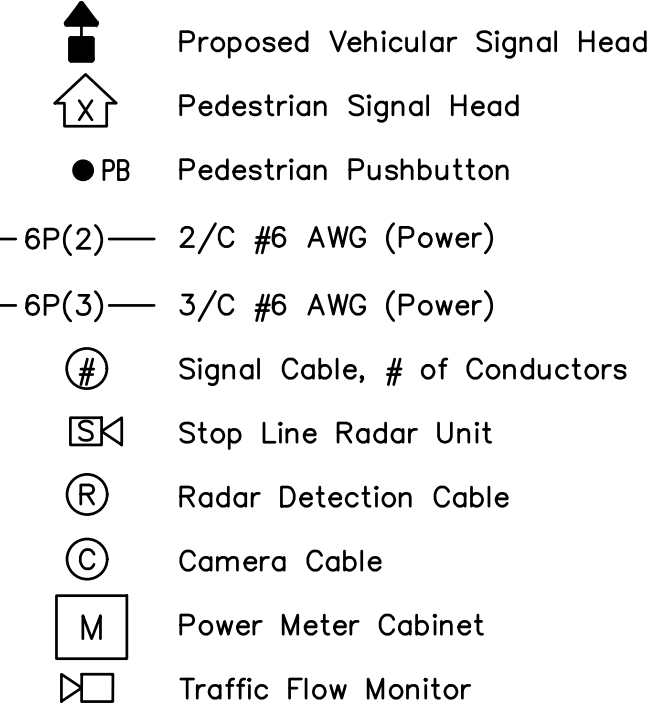 Proposed Vehicular Signal Head
X Pedestrian Signal Head
PB Pedestrian Pushbutton
6P(2) 2/C #6 AWG (Power)
6P(3) 3/C #6 AWG (Power)
# Signal Cable, # of Conductors
S Stop Line Radar Unit
R Radar Detection Cable
C Camera Cable
M Power Meter Cabinet
Traffic Flow Monitor